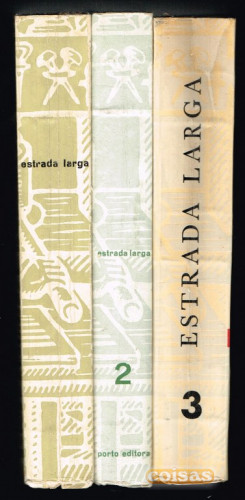 estrada larga
estrada larga
2
porto editora
ESTRADA LARGA
3
coisas